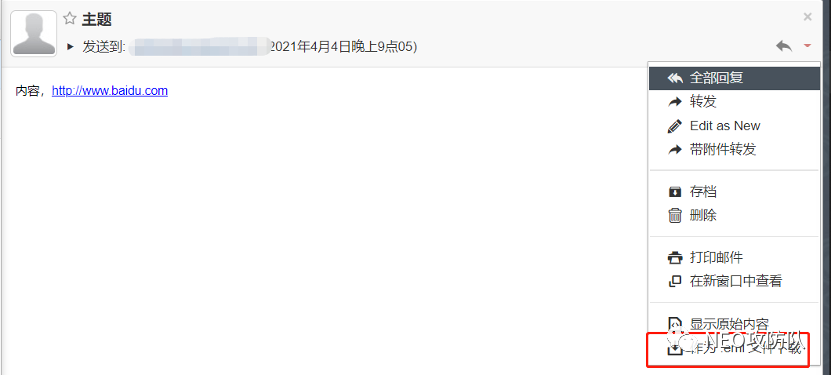 主题
发送到: 2021年4月4日晚上9点05)
内容，http://www.baidu.com
全部回复
转发
Edit as New
带附件转发
存档
删除
打印邮件
在新窗口中查看
显示原始内容
作为 .eml 文件下载
NEO攻防队